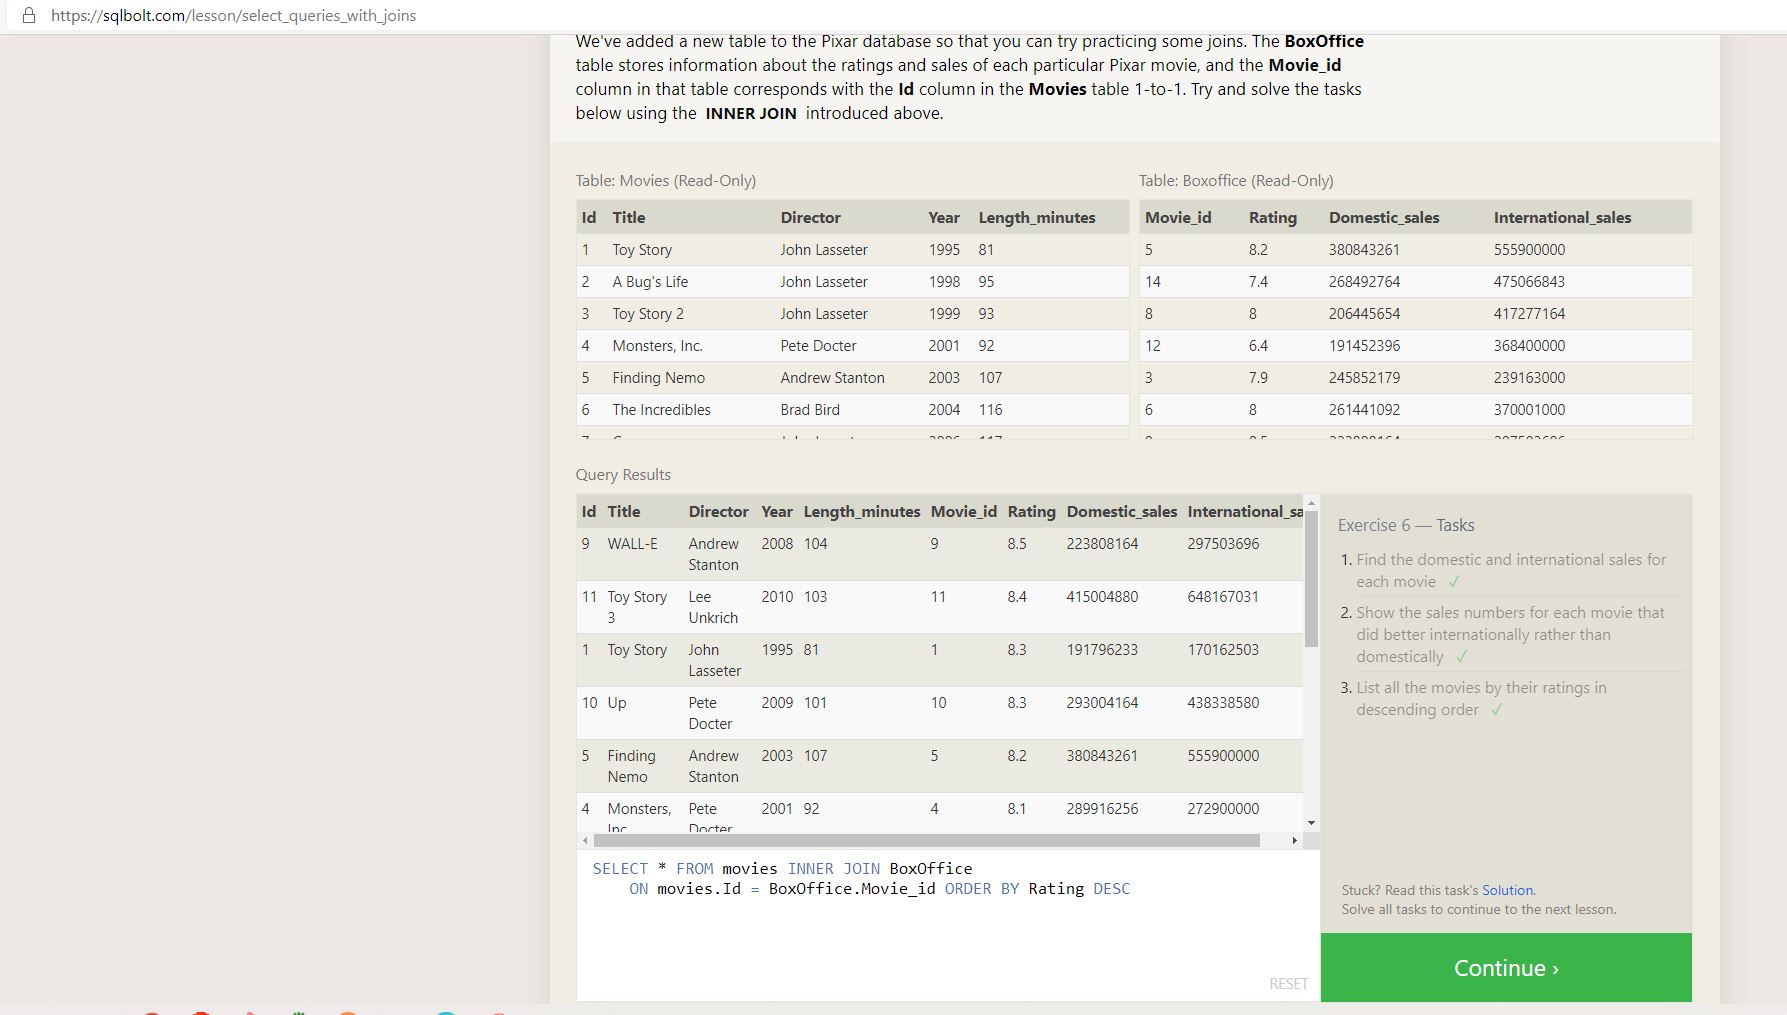 https://sqlbolt.com/lesson/select_queries_with_joins
We've added a new table to the Pixar database so that you can try practicing some joins. The BoxOffice
table stores information about the ratings and sales of each particular Pixar movie, and the Movie_id
column in that table corresponds with the Id column in the Movies table 1-to-1. Try and solve the tasks
below using the INNER JOIN introduced above.
Table: Movies (Read-Only)
Id Title Director Year Length_minutes
1 Toy Story John Lasseter 1995 81
2 A Bug's Life John Lasseter 1998 95
3 Toy Story 2 John Lasseter 1999 93
4 Monsters, Inc. Pete Docter 2001 92
5 Finding Nemo Andrew Stanton 2003 107
6 The Incredibles Brad Bird 2004 116
Table: Boxoffice (Read-Only)
Movie_id Rating Domestic_sales International_sales
5 8.2 380843261 555900000
14 7.4 268492764 475066843
8 8 206445654 417277164
12 6.4 191452396 368400000
3 7.9 245852179 239163000
6 8 261441092 370001000
Query Results
Id Title Director Year Length_minutes Movie_id Rating Domestic_sales International_sa
9 WALL-E Andrew Stanton 2008 104 9 8.5 223808164 297503696
11 Toy Story 3 Lee Unkrich 2010 103 11 8.4 415004880 648167031
1 Toy Story John Lasseter 1995 81 1 8.3 191796233 170162503
10 Up Pete Docter 2009 101 10 8.3 293004164 438338580
5 Finding Nemo Andrew Stanton 2003 107 5 8.2 380843261 555900000
4 Monsters, Inc Pete Docter 2001 92 4 8.1 289916256 272900000
SELECT * FROM movies INNER JOIN BoxOffice
ON movies.Id = BoxOffice.Movie_id ORDER BY Rating DESC
RESET
Exercise 6 — Tasks
1. Find the domestic and international sales for
each movie ✓
2. Show the sales numbers for each movie that
did better internationally rather than
domestically ✓
3. List all the movies by their ratings in
descending order ✓
Stuck? Read this task's Solution.
Solve all tasks to continue to the next lesson.
Continue ›